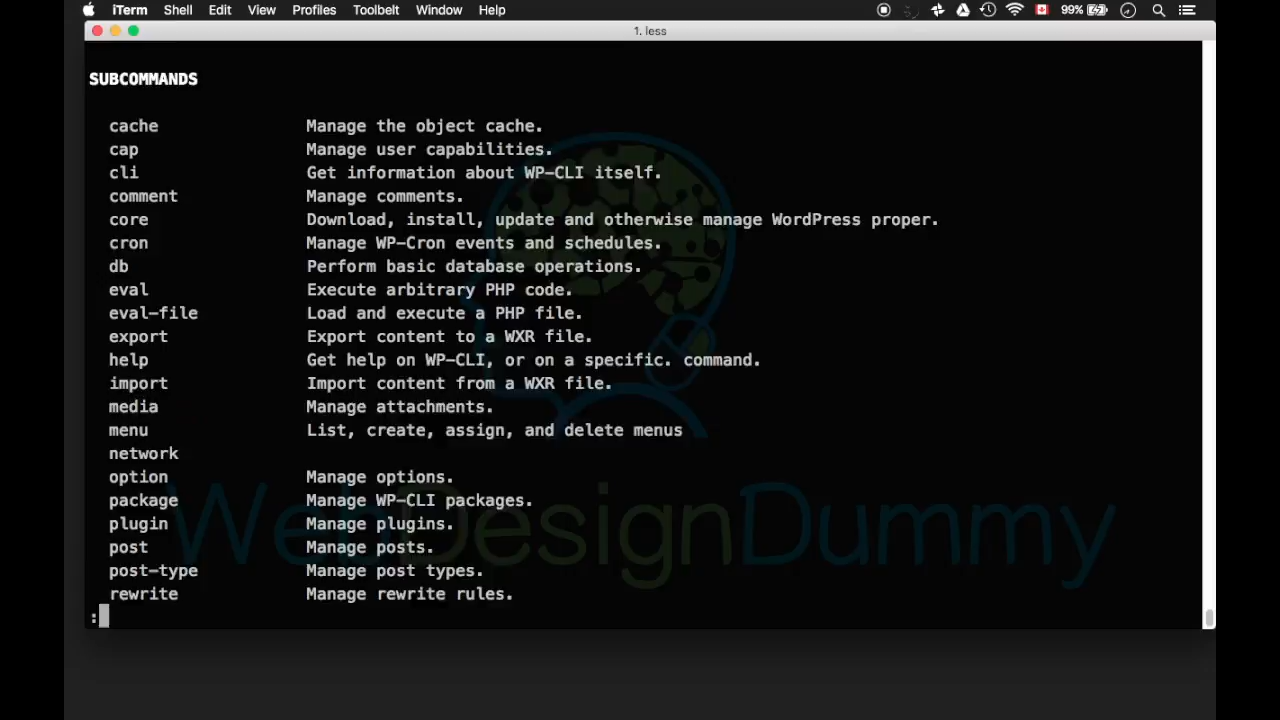 iTerm Shell Edit View Profiles Toolbelt Window Help 99%
1. less
SUBCOMMANDS
cache Manage the object cache.
cap Manage user capabilities.
cli Get information about WP-CLI itself.
comment Manage comments.
core Download, install, update and otherwise manage WordPress proper.
cron Manage WP-Cron events and schedules.
db Perform basic database operations.
eval Execute arbitrary PHP code.
eval-file Load and execute a PHP file.
export Export content to a WXR file.
help Get help on WP-CLI, or on a specific. command.
import Import content from a WXR file.
media Manage attachments.
menu List, create, assign, and delete menus
network
option Manage options.
package Manage WP-CLI packages.
plugin Manage plugins.
post Manage posts.
post-type Manage post types.
rewrite Manage rewrite rules.
:
WebDesignDummy